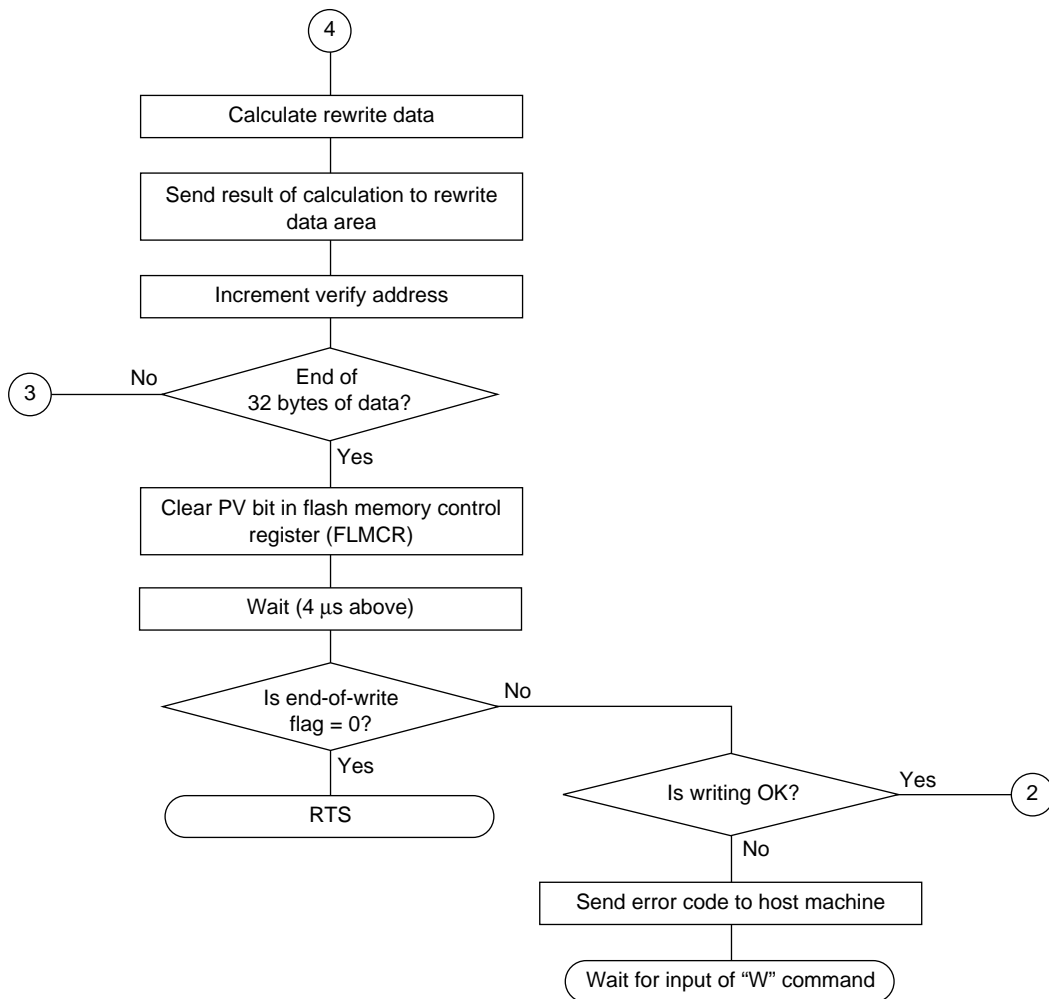 4
Calculate rewrite data
Send result of calculation to rewrite
data area
Increment verify address
No
End of
32 bytes of data?
3
Yes
Clear PV bit in flash memory control
register (FLMCR)
Wait (4 μs above)
Is end-of-write
flag = 0?
No
Yes
RTS
Is writing OK?
Yes
2
No
Send error code to host machine
Wait for input of “W” command